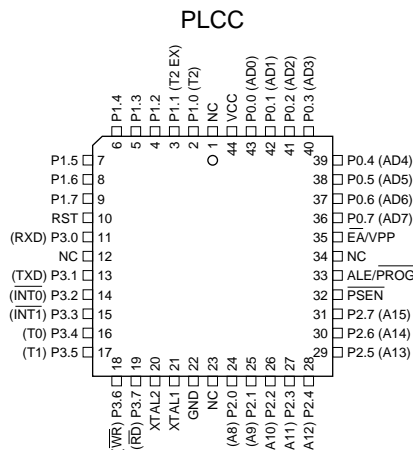 PLCC
P1.4
P1.3
P1.2
P1.1 (T2 EX)
P1.0 (T2)
NC
VCC
P0.0 (AD0)
P0.1 (AD1)
P0.2 (AD2)
P0.3 (AD3)
6
5
4
3
2
1
44
43
42
41
40
P1.5 7
P1.6 8
P1.7 9
RST 10
(RXD) P3.0 11
NC 12
(TXD) P3.1 13
(INT0) P3.2 14
(INT1) P3.3 15
(T0) P3.4 16
(T1) P3.5 17
39 P0.4 (AD4)
38 P0.5 (AD5)
37 P0.6 (AD6)
36 P0.7 (AD7)
35 EA/VPP
34 NC
33 ALE/PROG
32 PSEN
31 P2.7 (A15)
30 P2.6 (A14)
29 P2.5 (A13)
18
19
20
21
22
23
24
25
26
27
28
WR) P3.6
(RD) P3.7
XTAL2
XTAL1
GND
NC
(A8) P2.0
(A9) P2.1
A10) P2.2
A11) P2.3
A12) P2.4